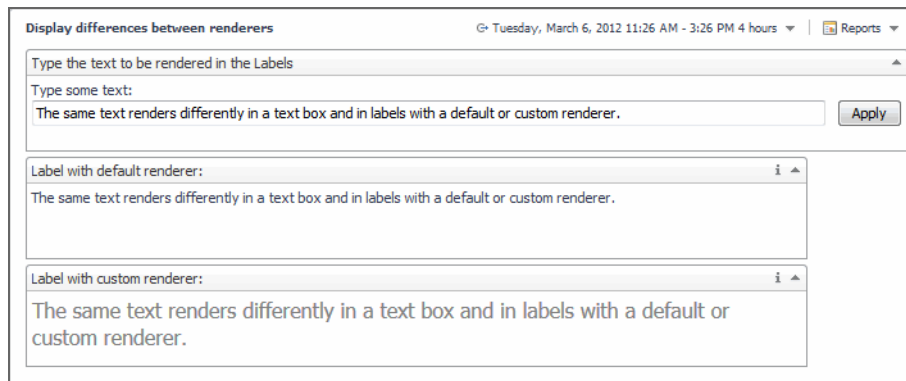 Display differences between renderers
Tuesday, March 6, 2012 11:26 AM - 3:26 PM 4 hours
Reports
Type the text to be rendered in the Labels
Type some text:
The same text renders differently in a text box and in labels with a default or custom renderer.
Apply
Label with default renderer:
The same text renders differently in a text box and in labels with a default or custom renderer.
Label with custom renderer:
The same text renders differently in a text box and in labels with a default or
custom renderer.